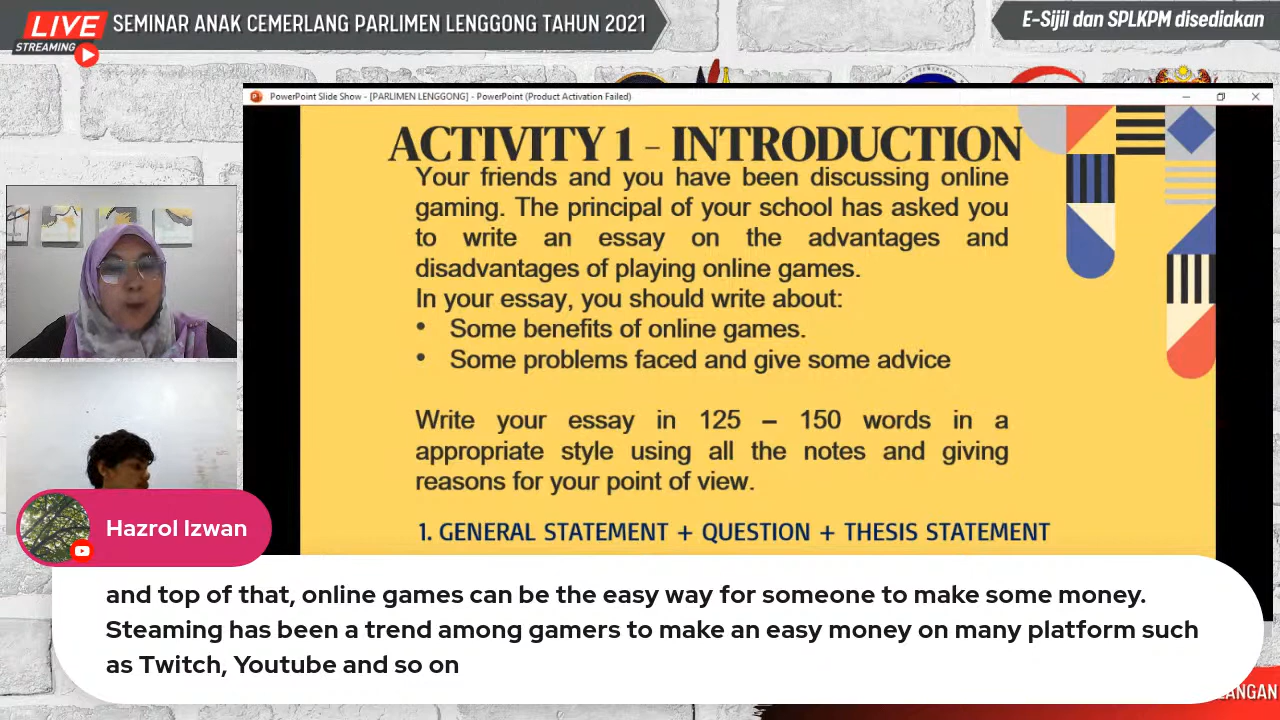 LIVE
STREAMING
SEMINAR ANAK CEMERLANG PARLIMEN LENGGONG TAHUN 2021
E-Sijil dan SPLKPM disediakan
PowerPoint Slide Show - [PARLIMEN LENGGONG] - PowerPoint (Product Activation Failed)
ACTIVITY 1 - INTRODUCTION
Your friends and you have been discussing online
gaming. The principal of your school has asked you
to write an essay on the advantages and
disadvantages of playing online games.
In your essay, you should write about:
• Some benefits of online games.
• Some problems faced and give some advice
Write your essay in 125 – 150 words in a
appropriate style using all the notes and giving
reasons for your point of view.
1. GENERAL STATEMENT + QUESTION + THESIS STATEMENT
Hazrol Izwan
and top of that, online games can be the easy way for someone to make some money.
Steaming has been a trend among gamers to make an easy money on many platform such
as Twitch, Youtube and so on